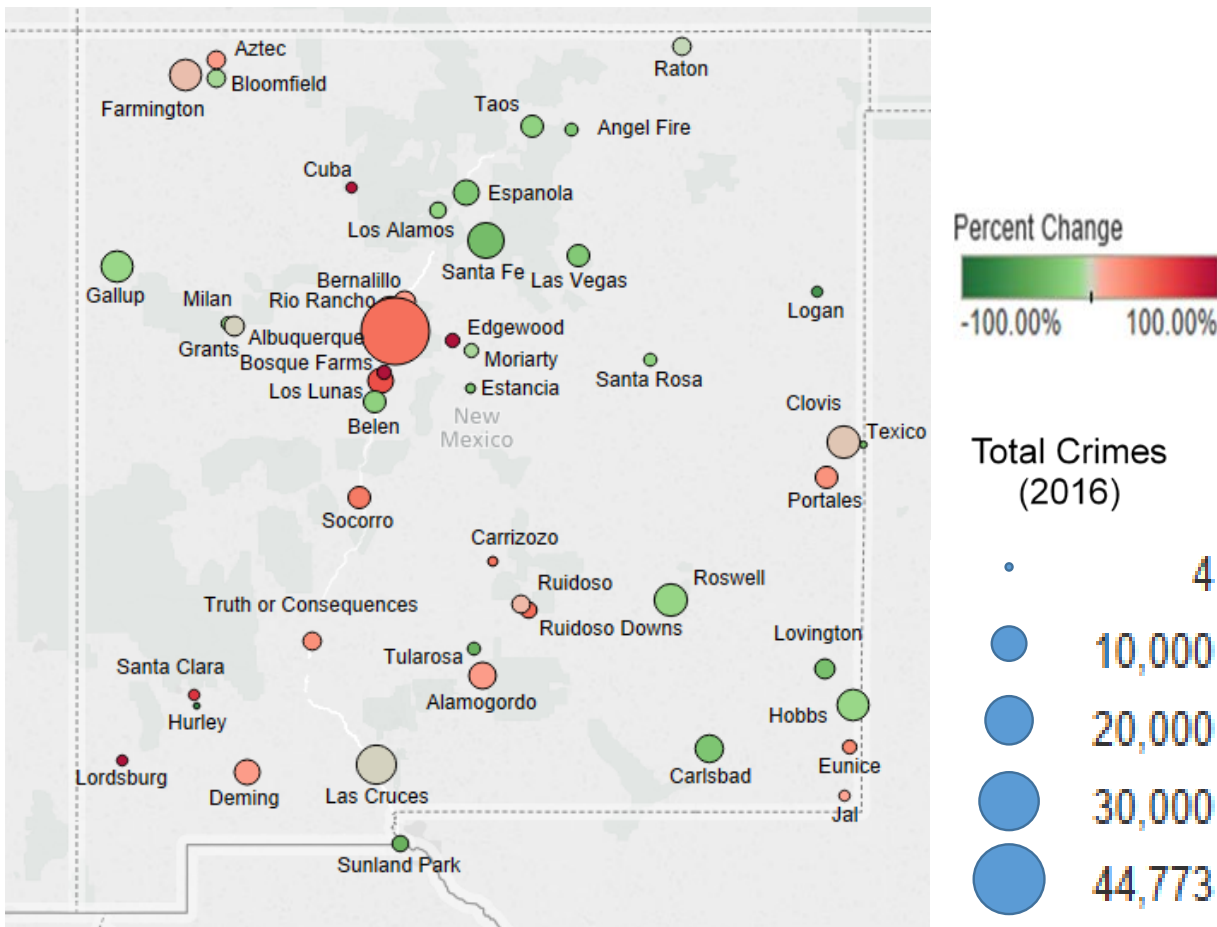 Aztec
Bloomfield
Farmington
Raton
Taos
Angel Fire
Cuba
Espanola
Los Alamos
Santa Fe
Las Vegas
Gallup
Bernalillo
Rio Rancho
Milan
Grants
Albuquerque
Edgewood
Bosque Farms
Moriarty
Los Lunas
Estancia
Belen
New
Mexico
Logan
Santa Rosa
Clovis
Texico
Portales
Socorro
Carrizozo
Ruidoso
Ruidoso Downs
Roswell
Truth or Consequences
Tularosa
Alamogordo
Lovington
Hobbs
Santa Clara
Hurley
Lordsburg
Deming
Las Cruces
Carlsbad
Eunice
Jal
Sunland Park
Percent Change
-100.00% 100.00%
Total Crimes
(2016)
4
10,000
20,000
30,000
44,773